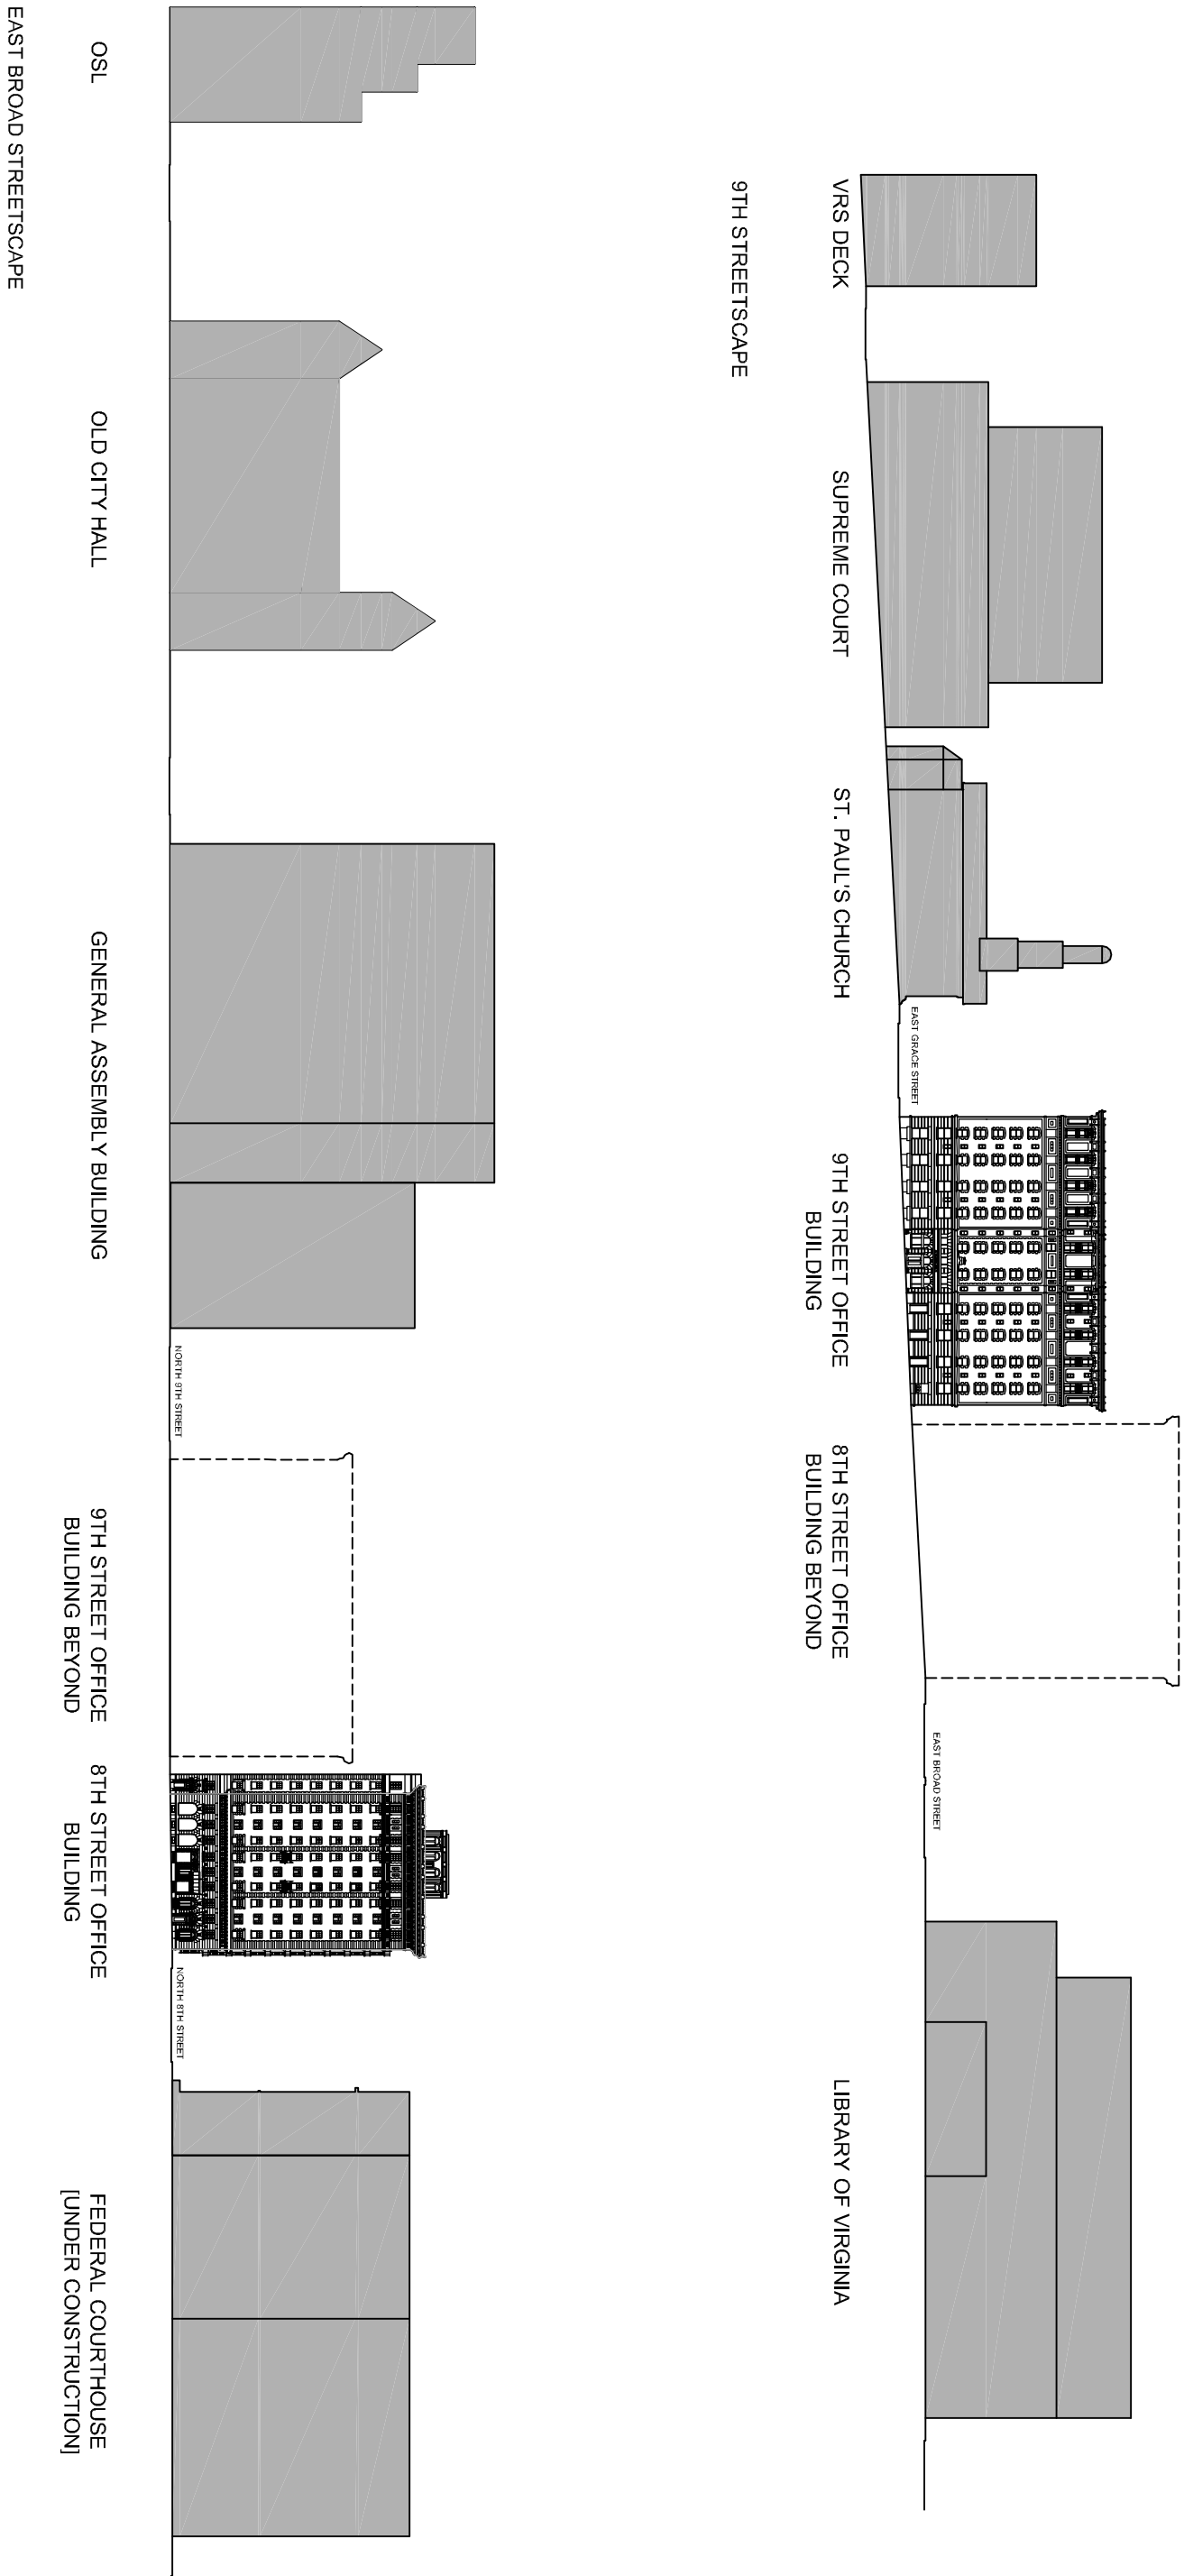 VRS DECK
SUPREME COURT
ST. PAUL'S CHURCH
EAST GRACE STREET
9TH STREET OFFICE
BUILDING
8TH STREET OFFICE
BUILDING BEYOND
EAST BROAD STREET
LIBRARY OF VIRGINIA
9TH STREETSCAPE
OSL
OLD CITY HALL
GENERAL ASSEMBLY BUILDING
NORTH 9TH STREET
9TH STREET OFFICE
BUILDING BEYOND
8TH STREET OFFICE
BUILDING
NORTH 8TH STREET
FEDERAL COURTHOUSE
[UNDER CONSTRUCTION]
EAST BROAD STREETSCAPE